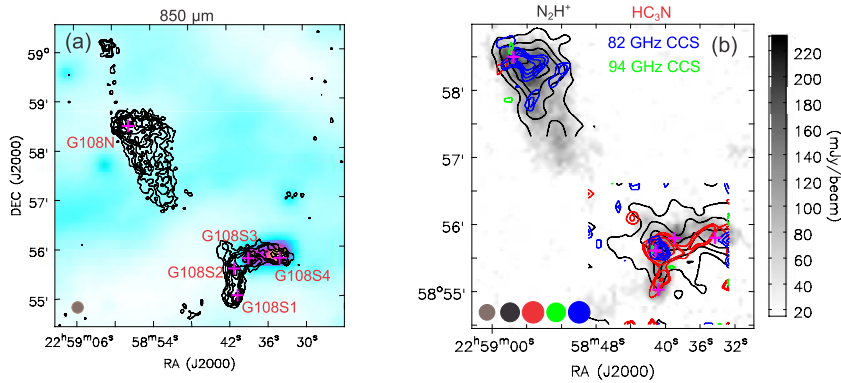 850 μm
(a)
59°
59'
58'
57'
56'
55'
DEC (J2000)
G108N
G108S3
G108S2
G108S4
G108S1
22ʰ59ᵐ06ˢ 58ᵐ54ˢ 42ˢ 36ˢ 30ˢ
RA (J2000)
N₂H⁺ HC₃N
(b)
82 GHz CCS
94 GHz CCS
58'
57'
56'
58°55'
22ʰ59ᵐ00ˢ 58ᵐ48ˢ 40ˢ 36ˢ 32ˢ
RA (J2000)
220
200
180
160
140
120
100
80
60
40
20
(mJy/beam)